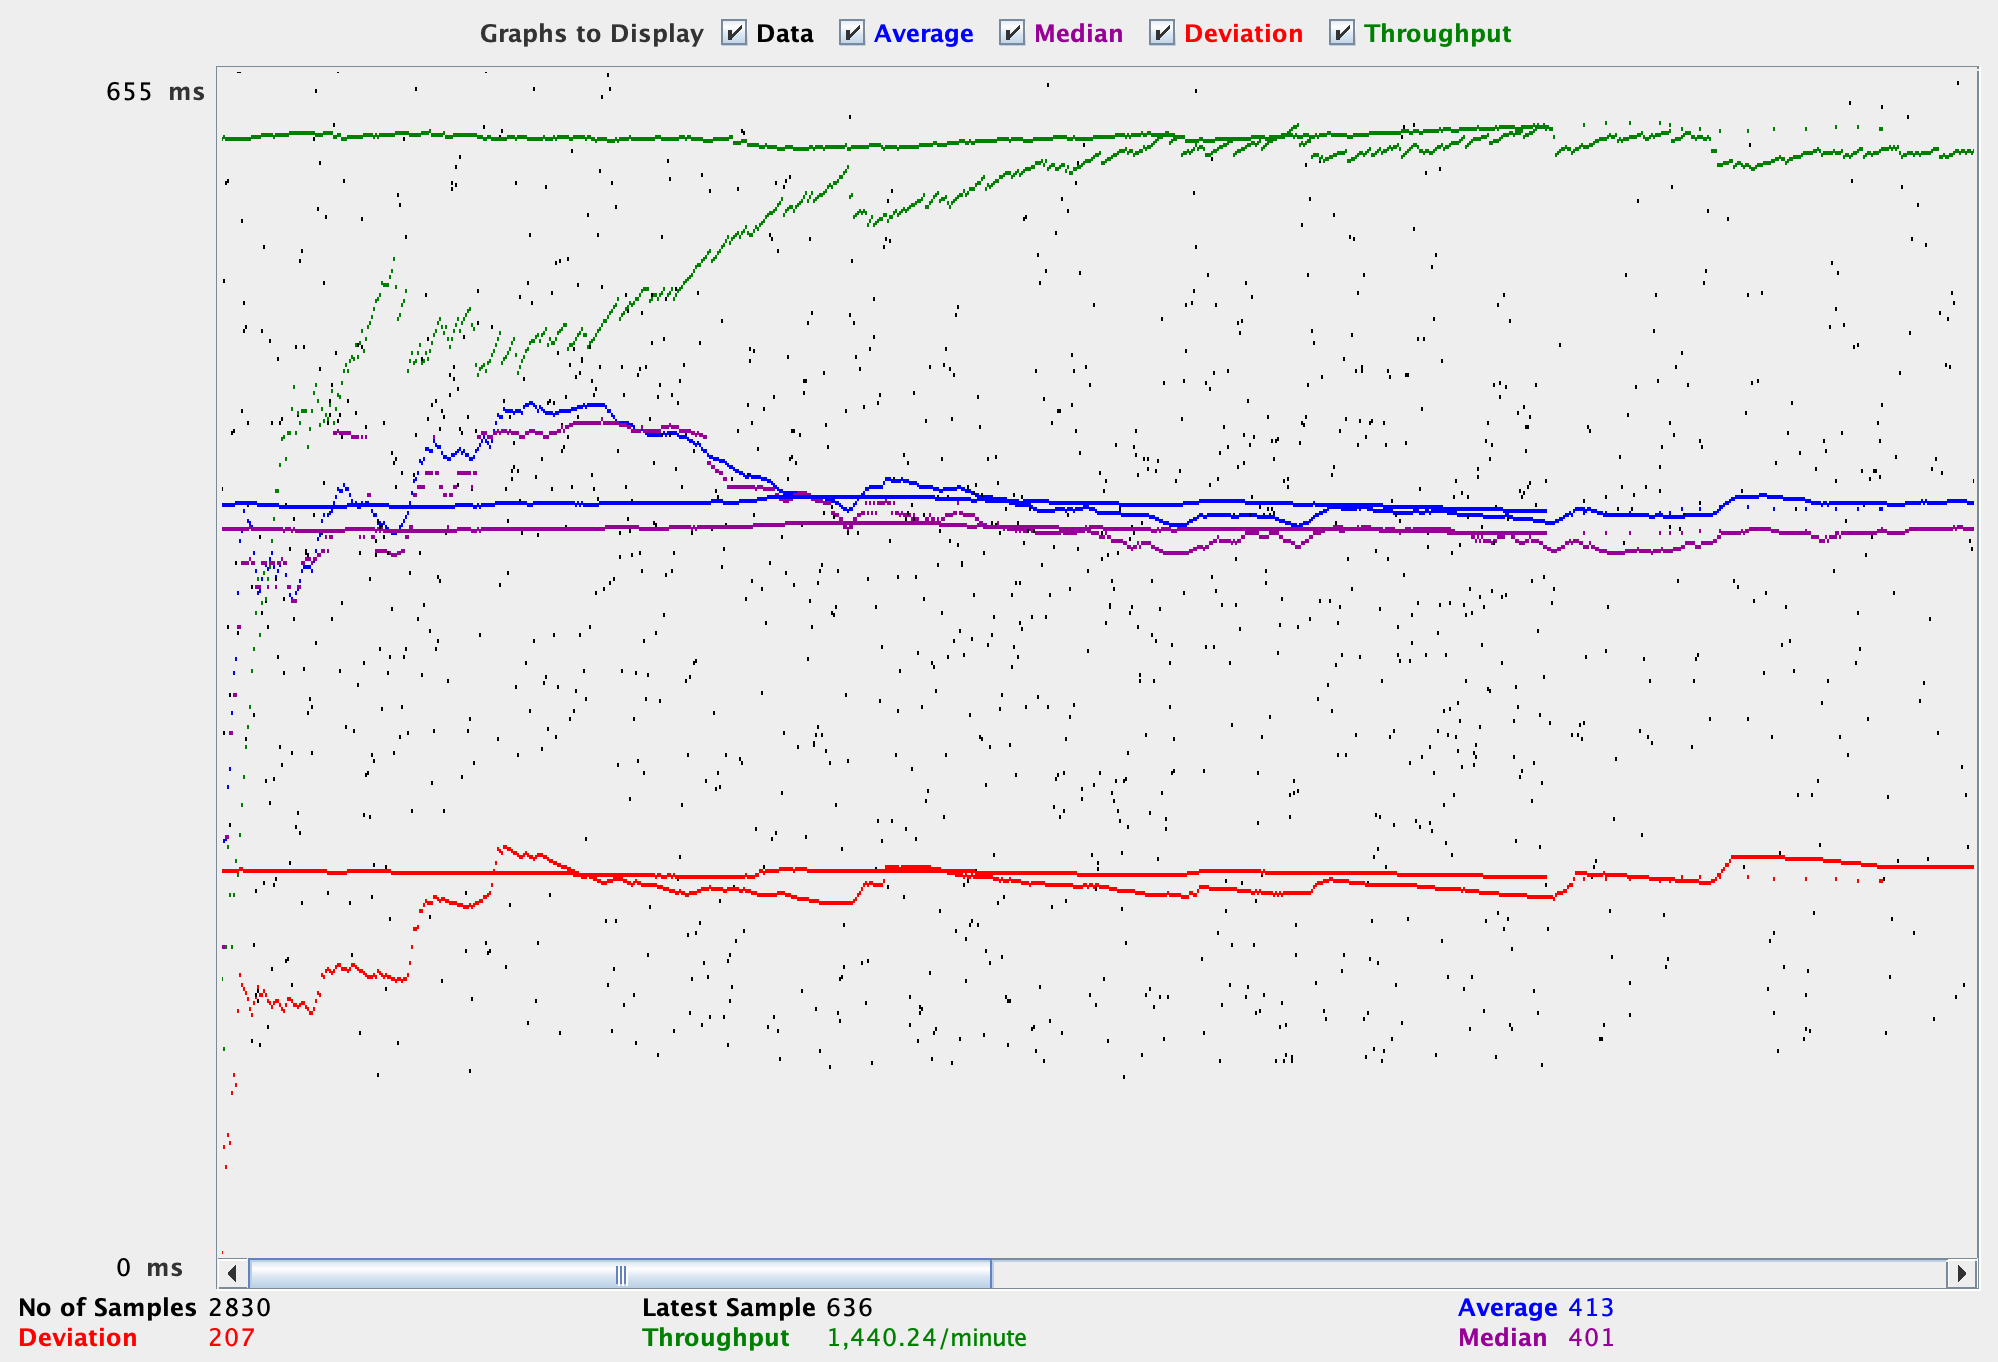 Graphs to Display Data Average Median Deviation Throughput
655 ms
0 ms
No of Samples 2830 Latest Sample 636 Average 413
Deviation 207 Throughput 1,440.24/minute Median 401